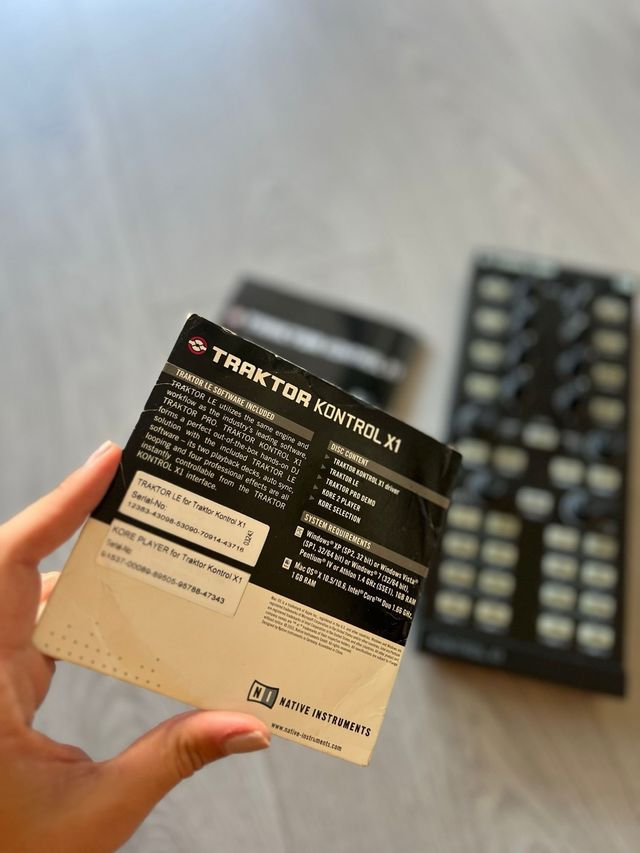 TRAKTOR KONTROL X1
TRAKTOR LE SOFTWARE INCLUDED
TRAKTOR LE utilizes the same engine and
workflow as the industry's leading software,
TRAKTOR PRO. TRAKTOR KONTROL X1
forms a perfect out-of-the-box hands-on DJ
solution with the included TRAKTOR LE
software – its two playback decks, auto sync,
looping and four professional effects are all
instantly controllable from the TRAKTOR
KONTROL X1 interface.
TRAKTOR LE for Traktor Kontrol X1
Serial-No:
12383-43098-53090-70914-43716
03241
KORE PLAYER for Traktor Kontrol X1
Serial-No:
91537-00089-89505-95788-47343
DISC CONTENT
TRAKTOR KONTROL X1 driver
TRAKTOR LE
TRAKTOR PRO DEMO
KORE 2 PLAYER
KORE SELECTION
SYSTEM REQUIREMENTS
Windows® XP (SP2, 32 bit) or Windows Vista®
(SP1, 32/64 bit) or Windows® 7 (32/64 bit),
Pentium® IV or Athlon 1.4 GHz (SSE1), 1GB RAM
Mac OS® X 10.5/10.6, Intel® Core™ Duo 1.66 GHz,
1 GB RAM
NI NATIVE INSTRUMENTS
www.native-instruments.com